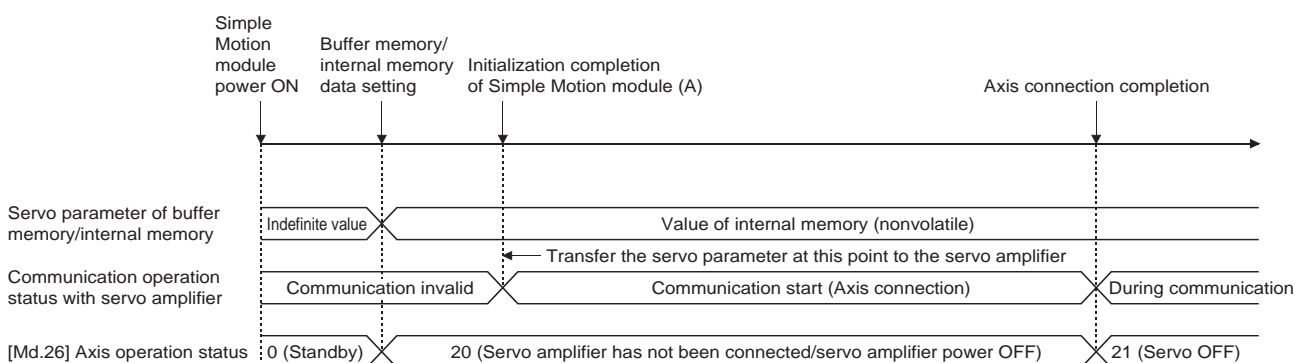 Simple
Motion
module
power ON
Buffer memory/
internal memory
data setting
Initialization completion
of Simple Motion module (A)
Axis connection completion
Servo parameter of buffer
memory/internal memory
Indefinite value
Value of internal memory (nonvolatile)
Transfer the servo parameter at this point to the servo amplifier
Communication operation
status with servo amplifier
Communication invalid
Communication start (Axis connection)
During communication
[Md.26] Axis operation status
0 (Standby)
20 (Servo amplifier has not been connected/servo amplifier power OFF)
21 (Servo OFF)